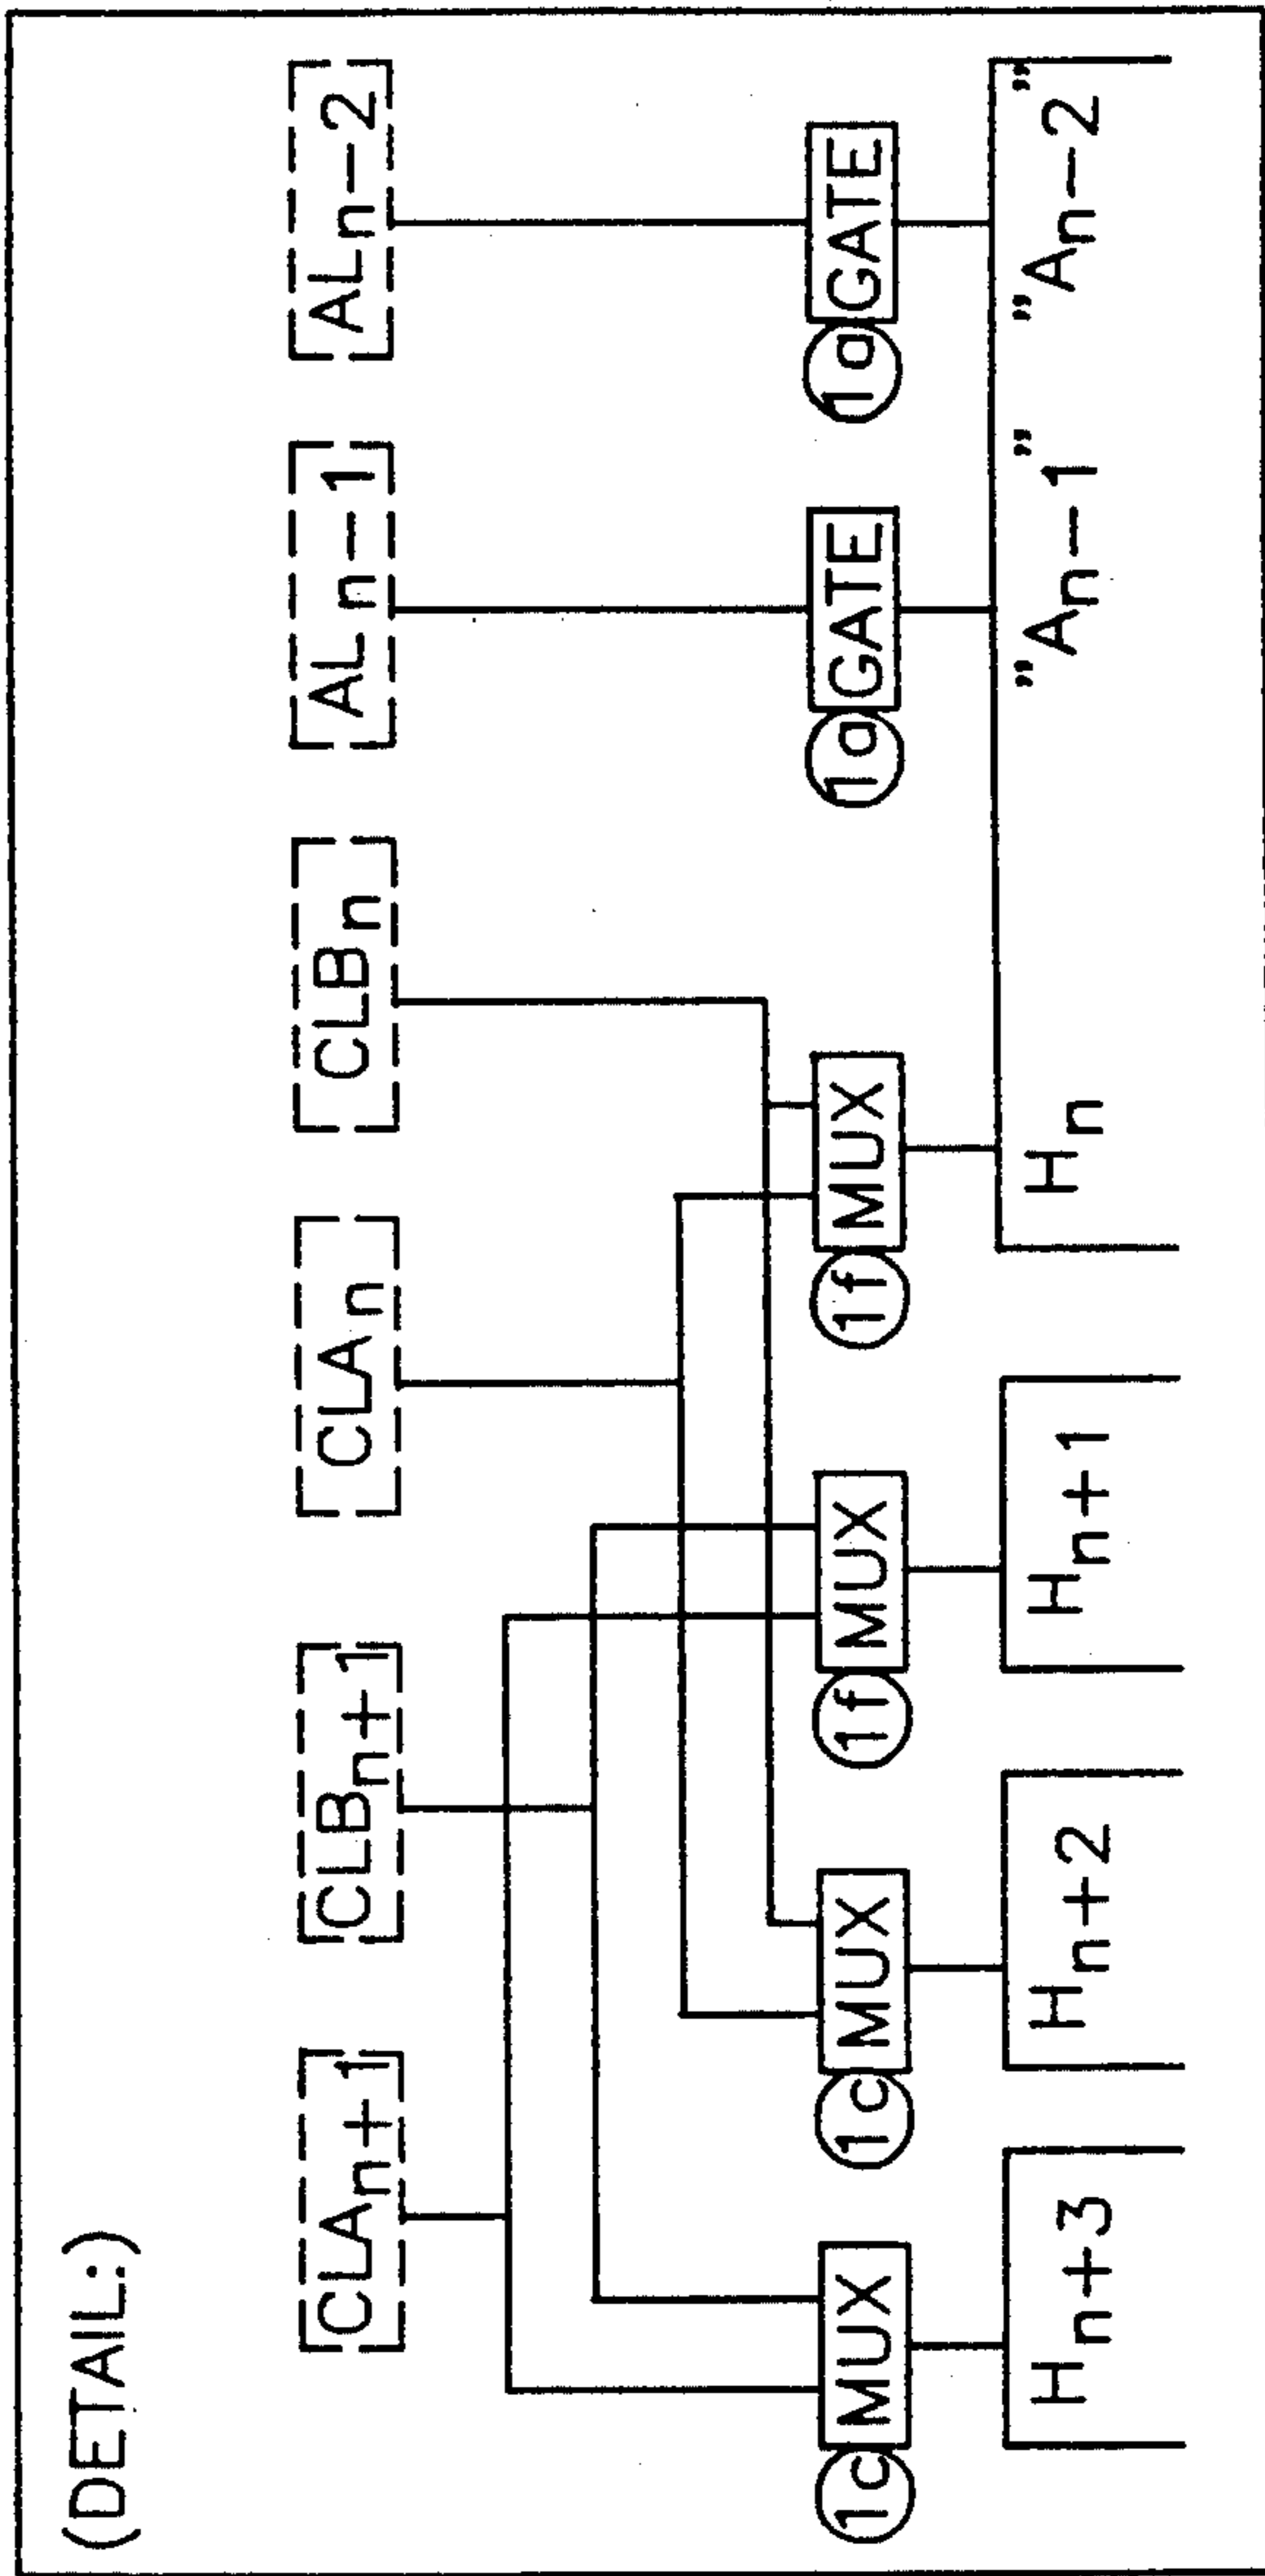 (DETAIL:)
CLAn+1 CLBn+1 CLAn CLBn ALn-1 ALn-2
1c MUX 1c MUX 1f MUX 1f MUX 1a GATE 1a GATE
Hn+3 Hn+2 Hn+1 Hn "An-1" "An-2"